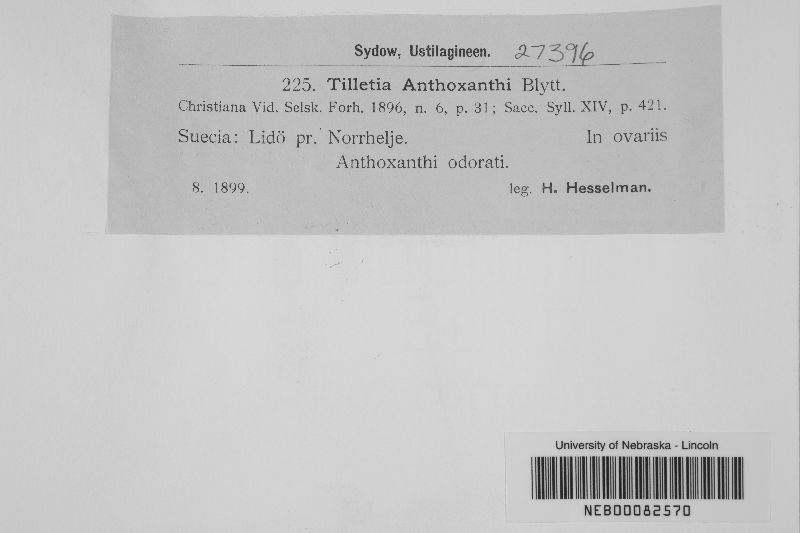 Sydow, Ustilagineen. 27396
225. Tilletia Anthoxanthi Blytt.
Christiana Vid. Selsk. Forh. 1896, n. 6, p. 31; Sacc. Syll. XIV, p. 421.
Suecia: Lidö pr. Norrhelje. In ovariis
Anthoxanthi odorati.
8. 1899. leg. H. Hesselman.
University of Nebraska - Lincoln
NEB00082570